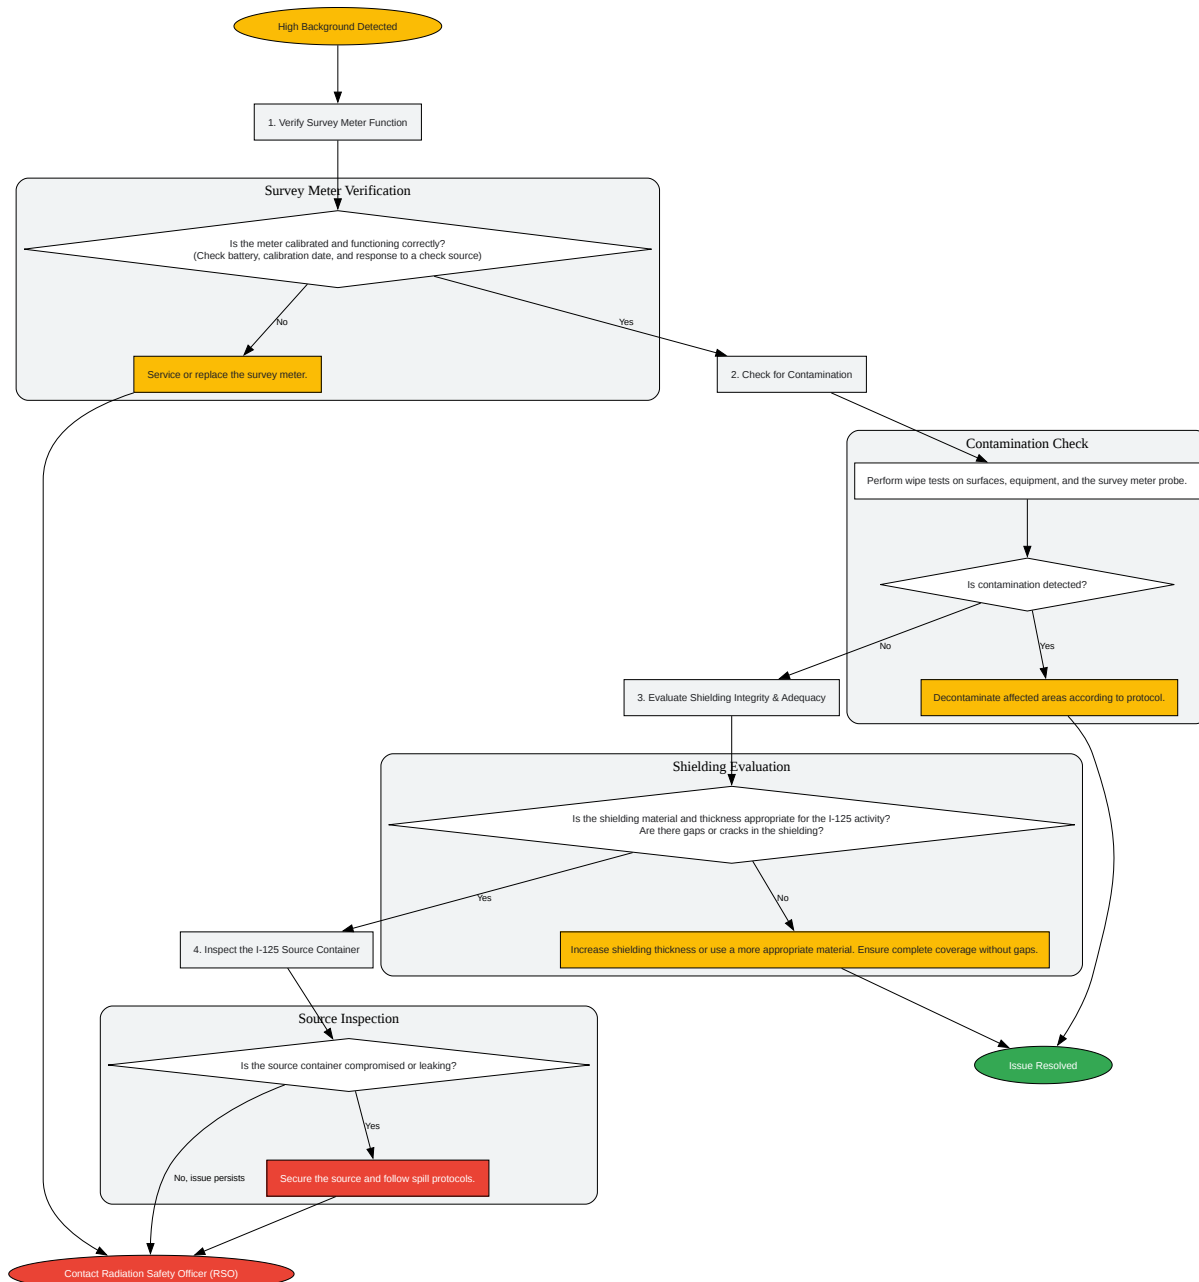 High Background Detected
1. Verify Survey Meter Function
Survey Meter Verification
Is the meter calibrated and functioning correctly?
(Check battery, calibration date, and response to a check source)
No
Yes
Service or replace the survey meter.
2. Check for Contamination
Contamination Check
Perform wipe tests on surfaces, equipment, and the survey meter probe.
Is contamination detected?
No
Yes
3. Evaluate Shielding Integrity & Adequacy
Decontaminate affected areas according to protocol.
Shielding Evaluation
Is the shielding material and thickness appropriate for the I-125 activity?
Are there gaps or cracks in the shielding?
Yes
No
4. Inspect the I-125 Source Container
Increase shielding thickness or use a more appropriate material. Ensure complete coverage without gaps.
Source Inspection
Is the source container compromised or leaking?
Issue Resolved
Yes
No, issue persists
Secure the source and follow spill protocols.
Contact Radiation Safety Officer (RSO)